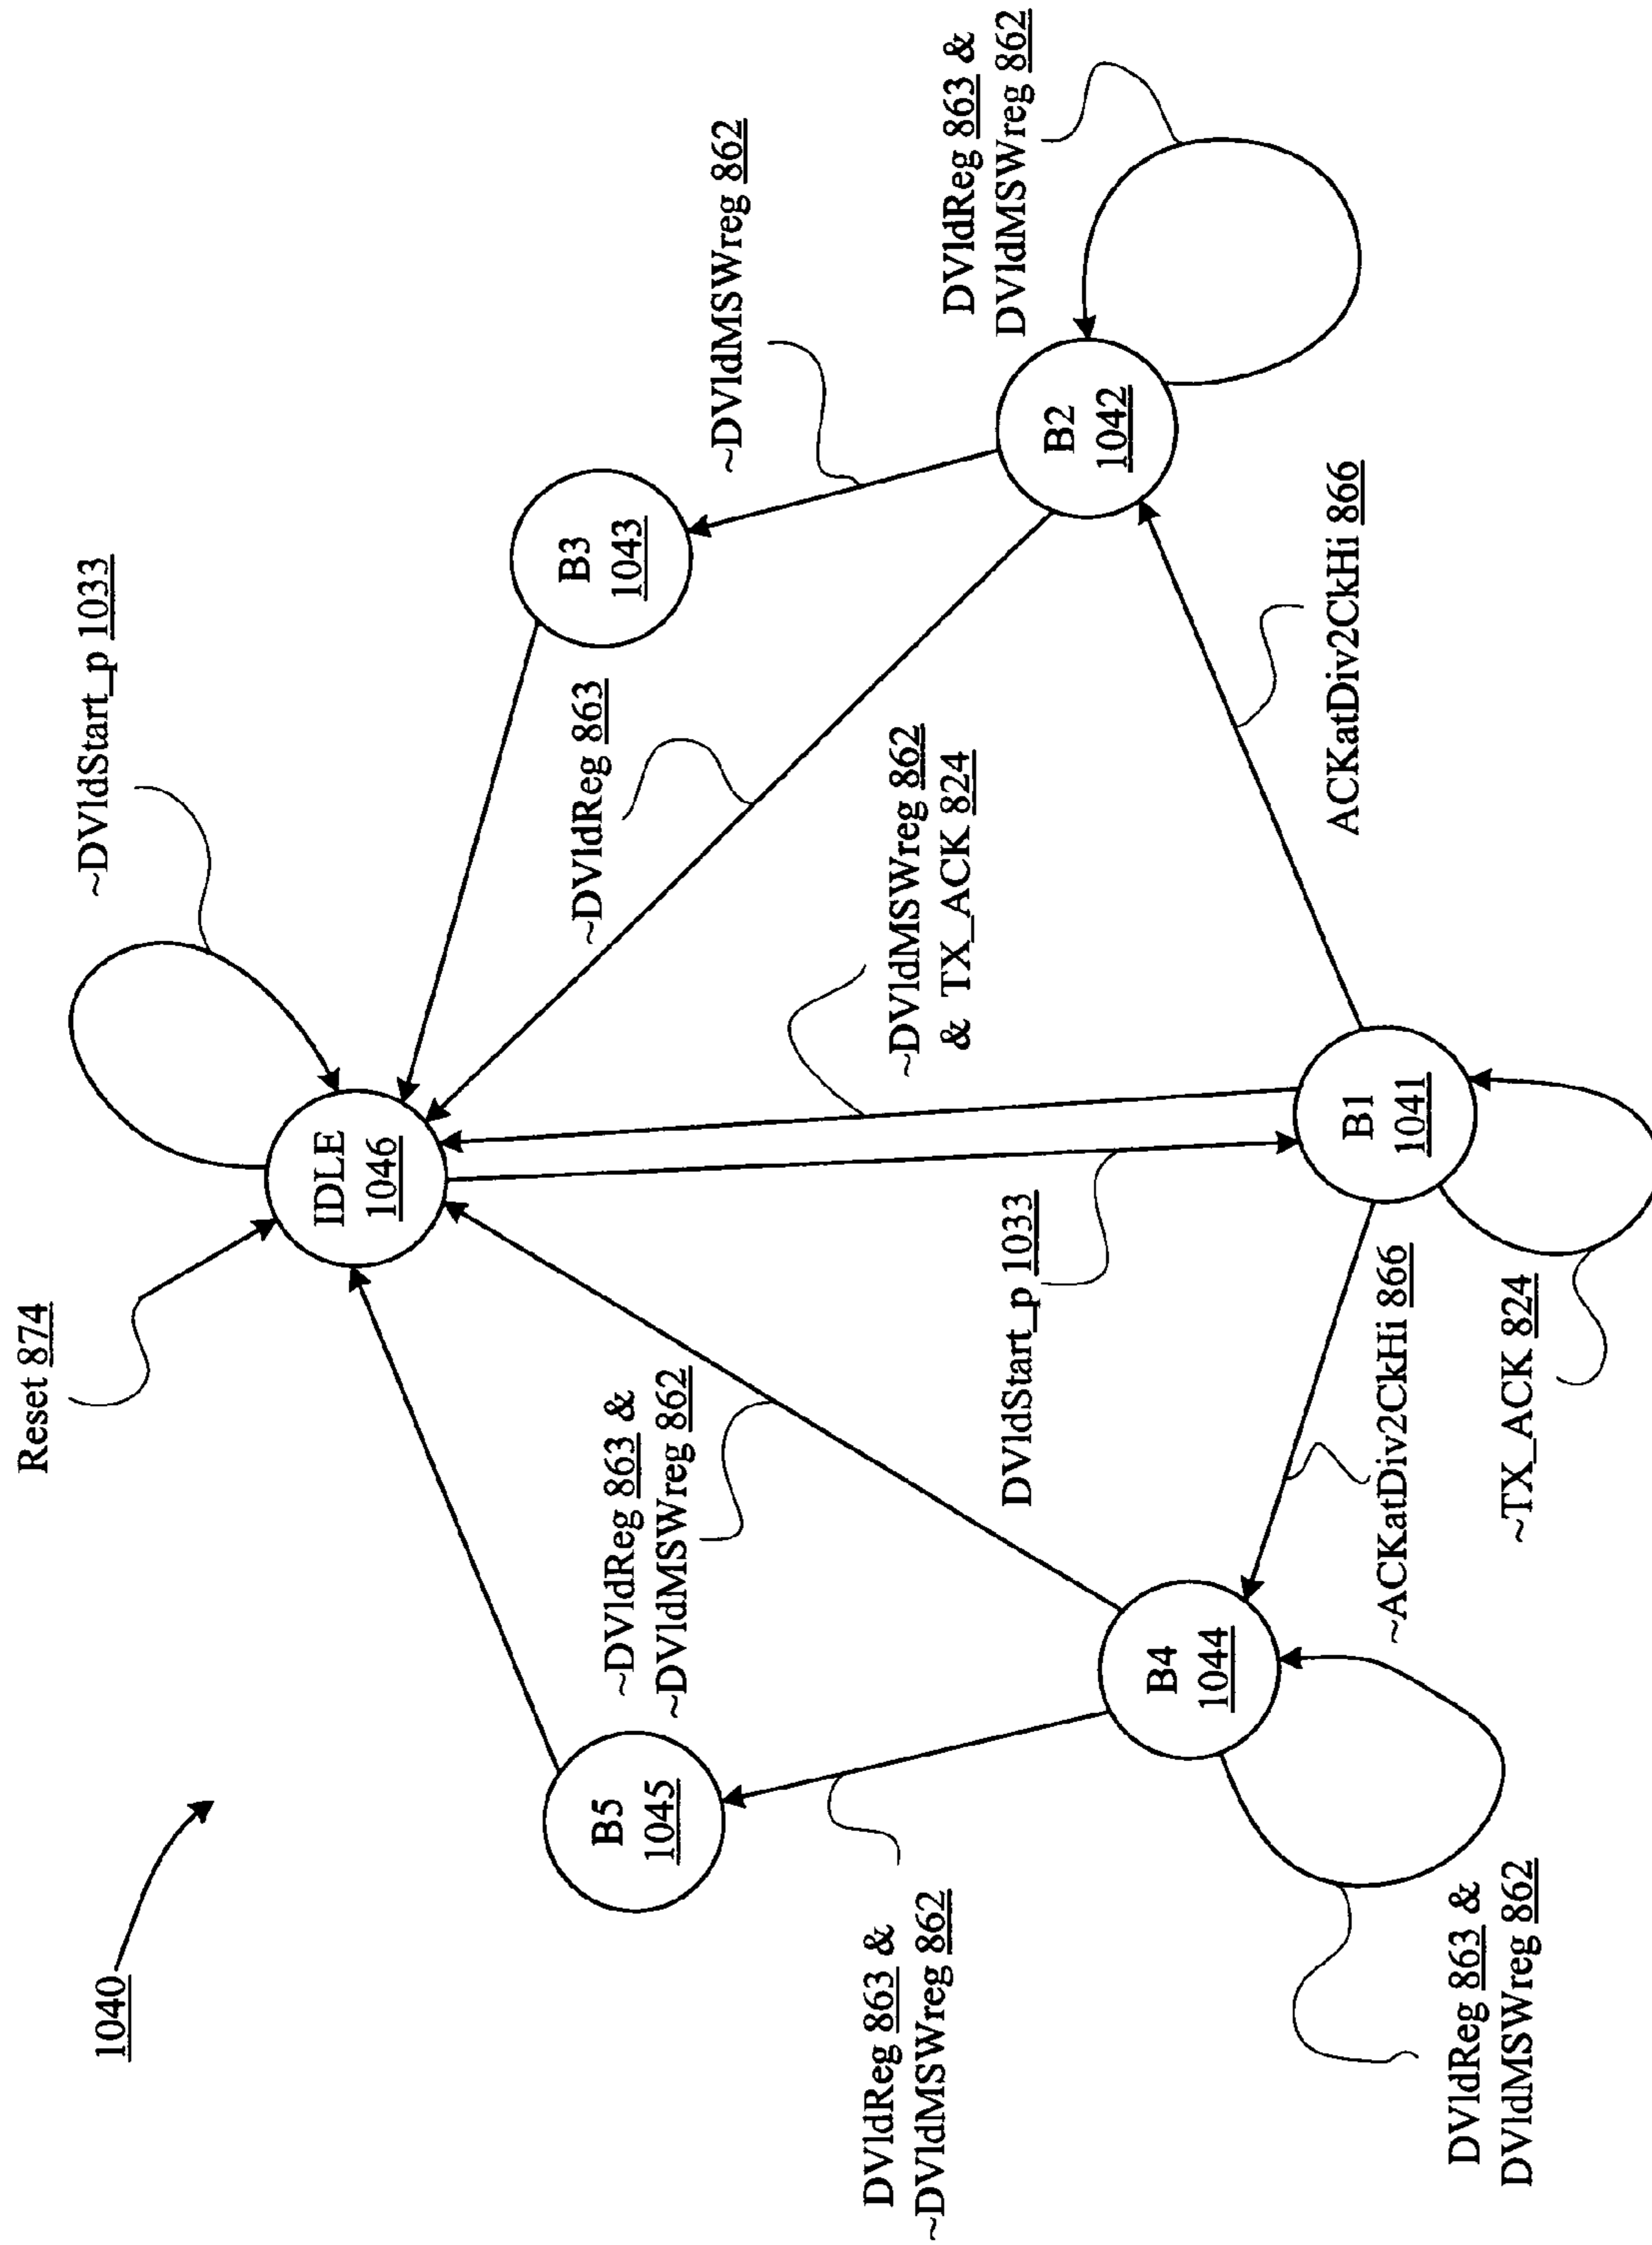 1040
Reset 874
~DVldStart_p 1033
IDLE
1046
B5
1045
B3
1043
~DVldMSWreg 862
~DVldReg 863 &
~DVldMSWreg 862
~DVldReg 863
DVldReg 863 &
~DVldMSWreg 862
~DVldMSWreg 862
& TX_ACK 824
DVldReg 863 &
DVldMSWreg 862
DVldStart_p 1033
B4
1044
B2
1042
B1
1041
~ACKatDiv2CkHi 866
ACKatDiv2CkHi 866
DVldReg 863 &
DVldMSWreg 862
~TX_ACK 824